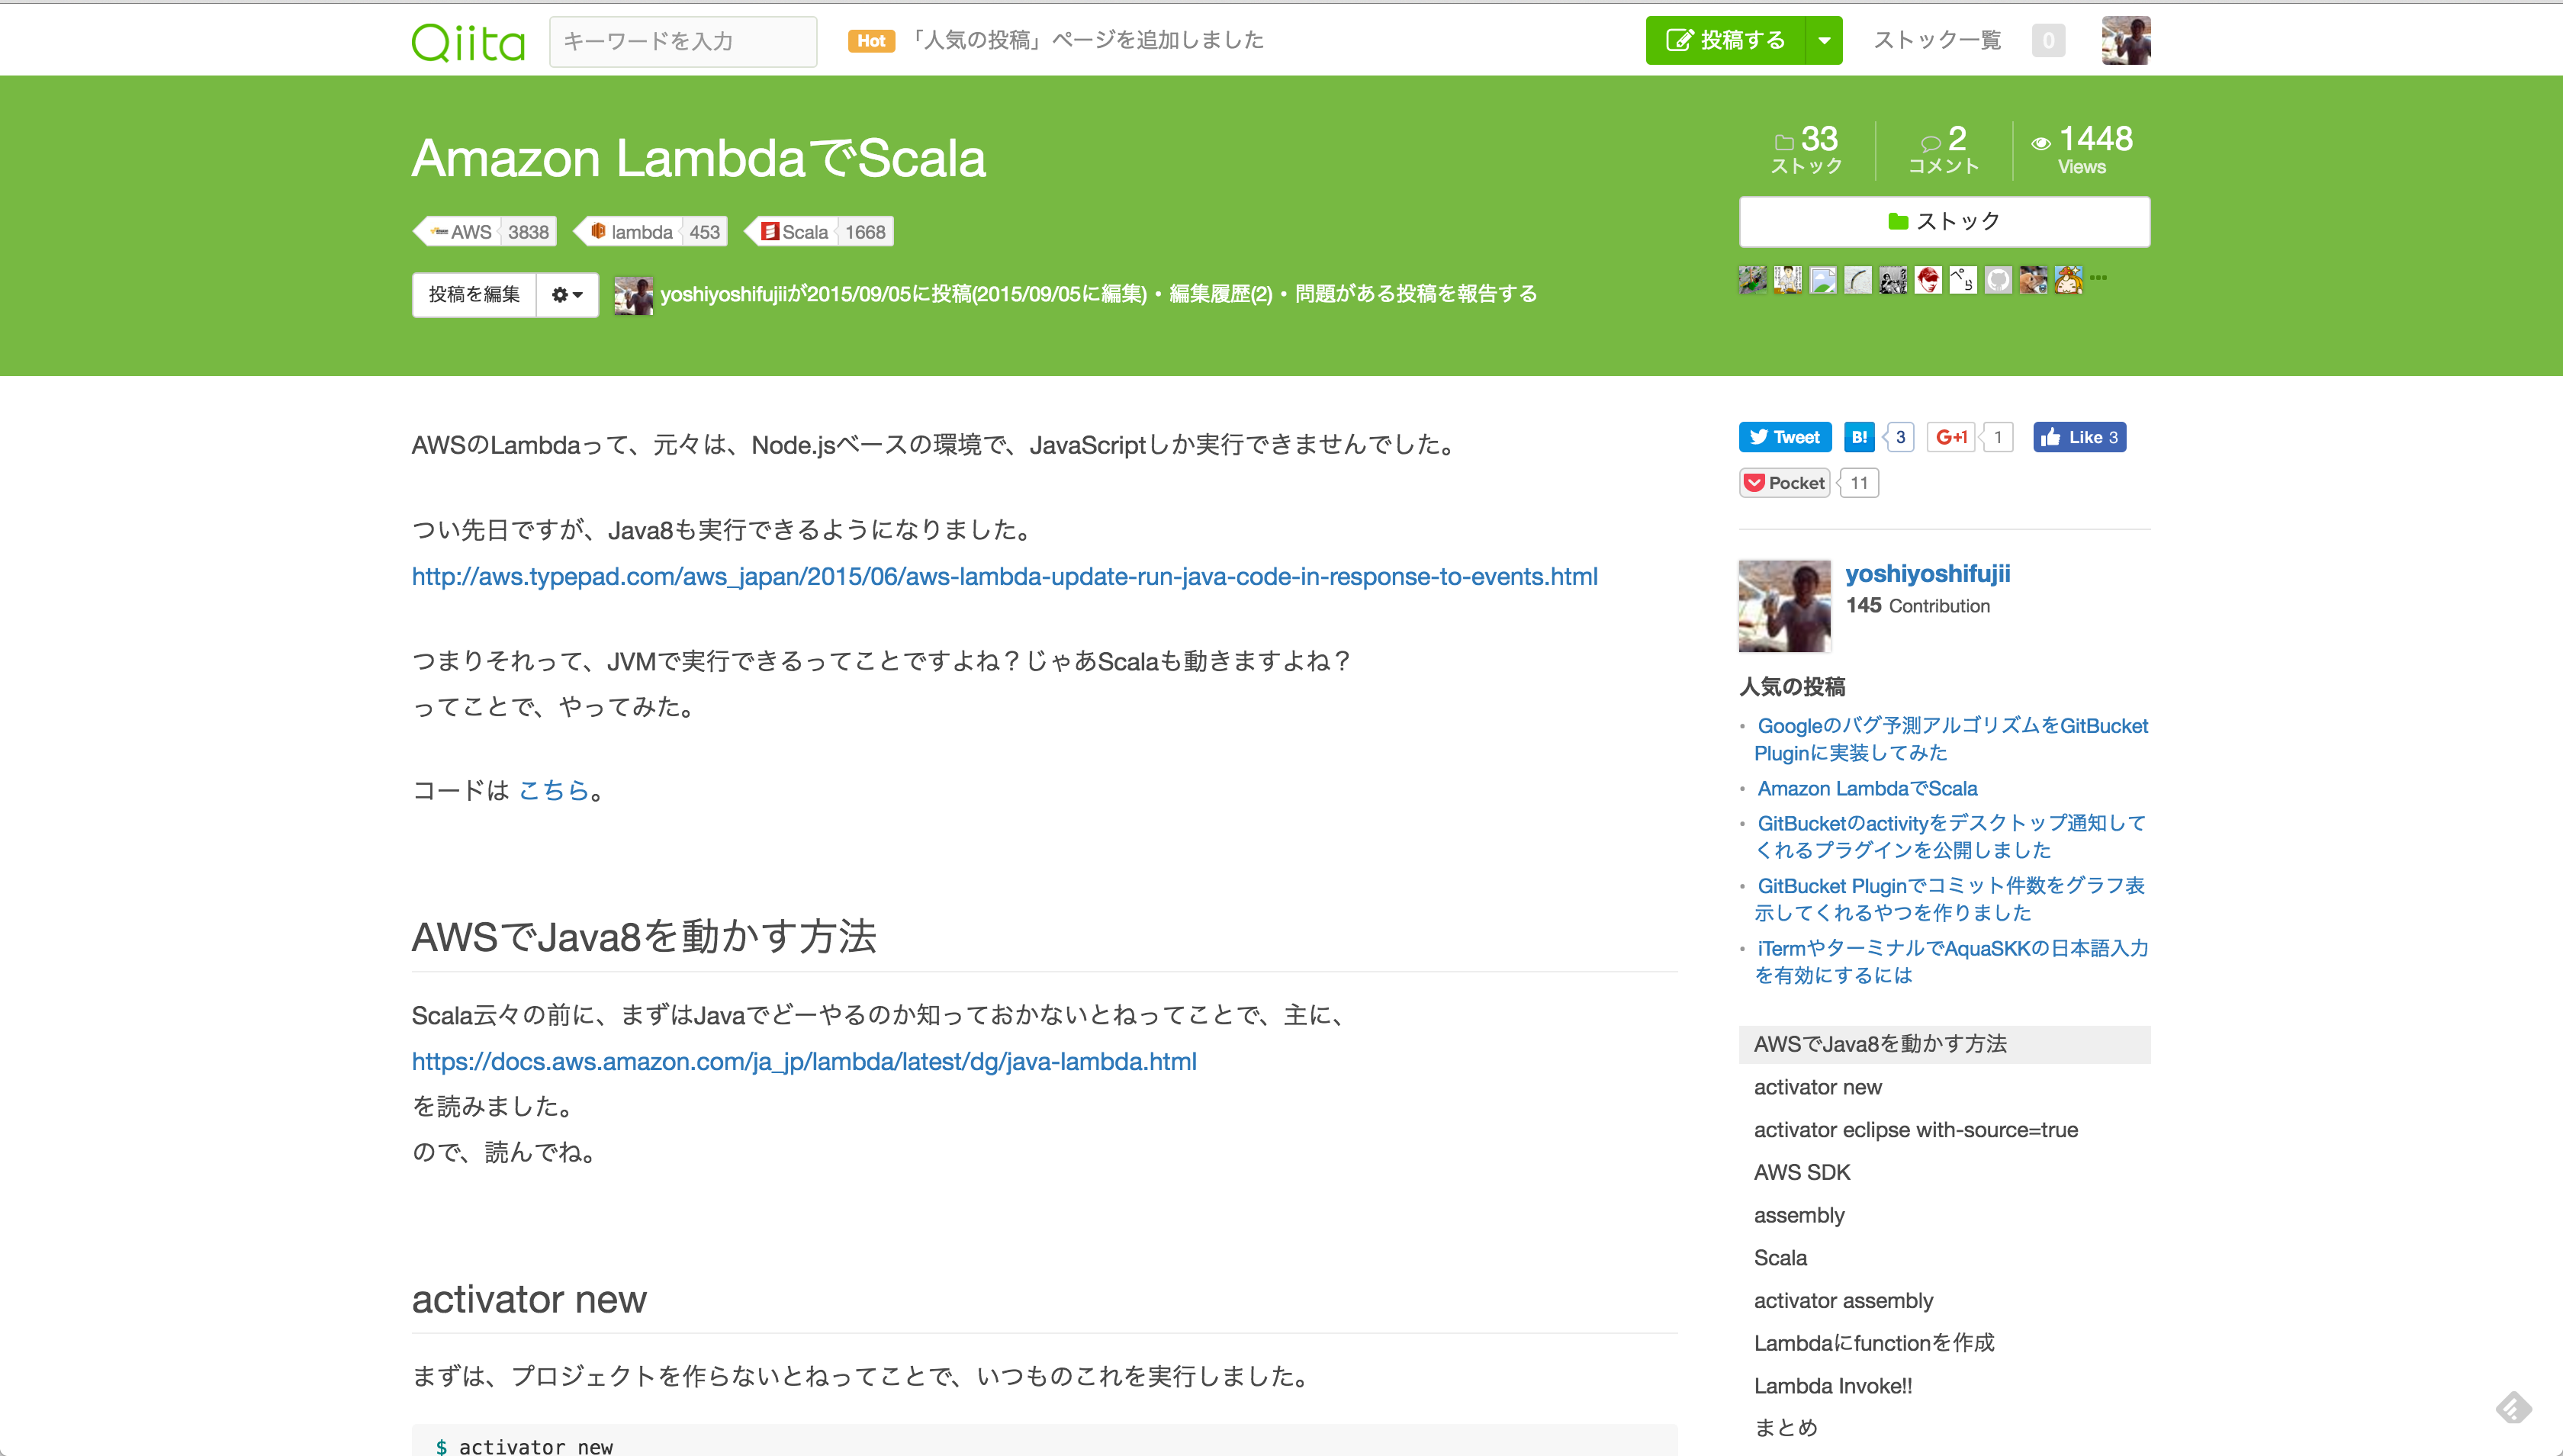 Qiita
キーワードを入力
Hot 「人気の投稿」ページを追加しました
投稿する
ストック一覧
0
Amazon LambdaでScala
33
ストック
2
コメント
1448
Views
AWS 3838
lambda 453
Scala 1668
ストック
投稿を編集
yoshiyoshifujiiが2015/09/05に投稿(2015/09/05に編集)・編集履歴(2)・問題がある投稿を報告する
ぺら
AWSのLambdaって、元々は、Node.jsベースの環境で、JavaScriptしか実行できませんでした。
つい先日ですが、Java8も実行できるようになりました。
http://aws.typepad.com/aws_japan/2015/06/aws-lambda-update-run-java-code-in-response-to-events.html
つまりそれって、JVMで実行できるってことですよね？じゃあScalaも動きますよね？
ってことで、やってみた。
コードは こちら。
AWSでJava8を動かす方法
Scala云々の前に、まずはJavaでどーやるのか知っておかないとねってことで、主に、
https://docs.aws.amazon.com/ja_jp/lambda/latest/dg/java-lambda.html
を読みました。
ので、読んでね。
activator new
まずは、プロジェクトを作らないとねってことで、いつものこれを実行しました。
$ activator new
Tweet
B! 3
G+1 1
Like 3
Pocket 11
yoshiyoshifujii
145 Contribution
人気の投稿
• Googleのバグ予測アルゴリズムをGitBucket
Pluginに実装してみた
• Amazon LambdaでScala
• GitBucketのactivityをデスクトップ通知して
くれるプラグインを公開しました
• GitBucket Pluginでコミット件数をグラフ表
示してくれるやつを作りました
• iTermやターミナルでAquaSKKの日本語入力
を有効にするには
AWSでJava8を動かす方法
activator new
activator eclipse with-source=true
AWS SDK
assembly
Scala
activator assembly
Lambdaにfunctionを作成
Lambda Invoke!!
まとめ